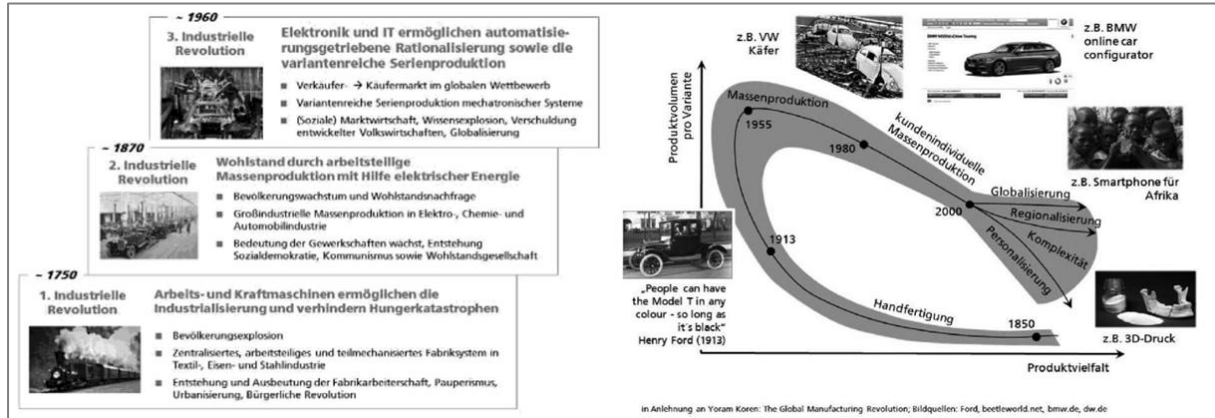 ~ 1960
3. Industrielle
Revolution
Elektronik und IT ermöglichen automatisie-
rungsgetriebene Rationalisierung sowie die
variantenreiche Serienproduktion
■ Verkäufer- → Käufermarkt im globalen Wettbewerb
■ Variantenreiche Serienproduktion mechatronischer Systeme
■ (Soziale) Marktwirtschaft, Wissensexplosion, Verschuldung
entwickelter Volkswirtschaften, Globalisierung
~ 1870
2. Industrielle
Revolution
Wohlstand durch arbeitsteilige
Massenproduktion mit Hilfe elektrischer Energie
■ Bevölkerungswachstum und Wohlstandsnachfrage
■ Großindustrielle Massenproduktion in Elektro-, Chemie- und
Automobilindustrie
■ Bedeutung der Gewerkschaften wächst, Entstehung
Sozialdemokratie, Kommunismus sowie Wohlstandsgesellschaft
~ 1750
1. Industrielle
Revolution
Arbeits- und Kraftmaschinen ermöglichen die
Industrialisierung und verhindern Hungerkatastrophen
■ Bevölkerungsexplosion
■ Zentralisiertes, arbeitsteiliges und teilmechanisiertes Fabriksystem in
Textil-, Eisen- und Stahlindustrie
■ Entstehung und Ausbeutung der Fabrikarbeiterschaft, Pauperismus,
Urbanisierung, Bürgerliche Revolution
z.B. VW
Käfer
z.B. BMW
online car
configurator
Produktvolumen
pro Variante
Massenproduktion
1955
1980
kundenindividuelle
Massenproduktion
2000
Globalisierung
Regionalisierung
Komplexität
Personalisierung
z.B. Smartphone für
Afrika
1913
„People can have
the Model T in any
colour - so long as
it´s black“
Henry Ford (1913)
Handfertigung
1850
z.B. 3D-Druck
Produktvielfalt
in Anlehnung an Yoram Koren: The Global Manufacturing Revolution; Bildquellen: Ford, beetleworld.net, bmw.de, dw.de